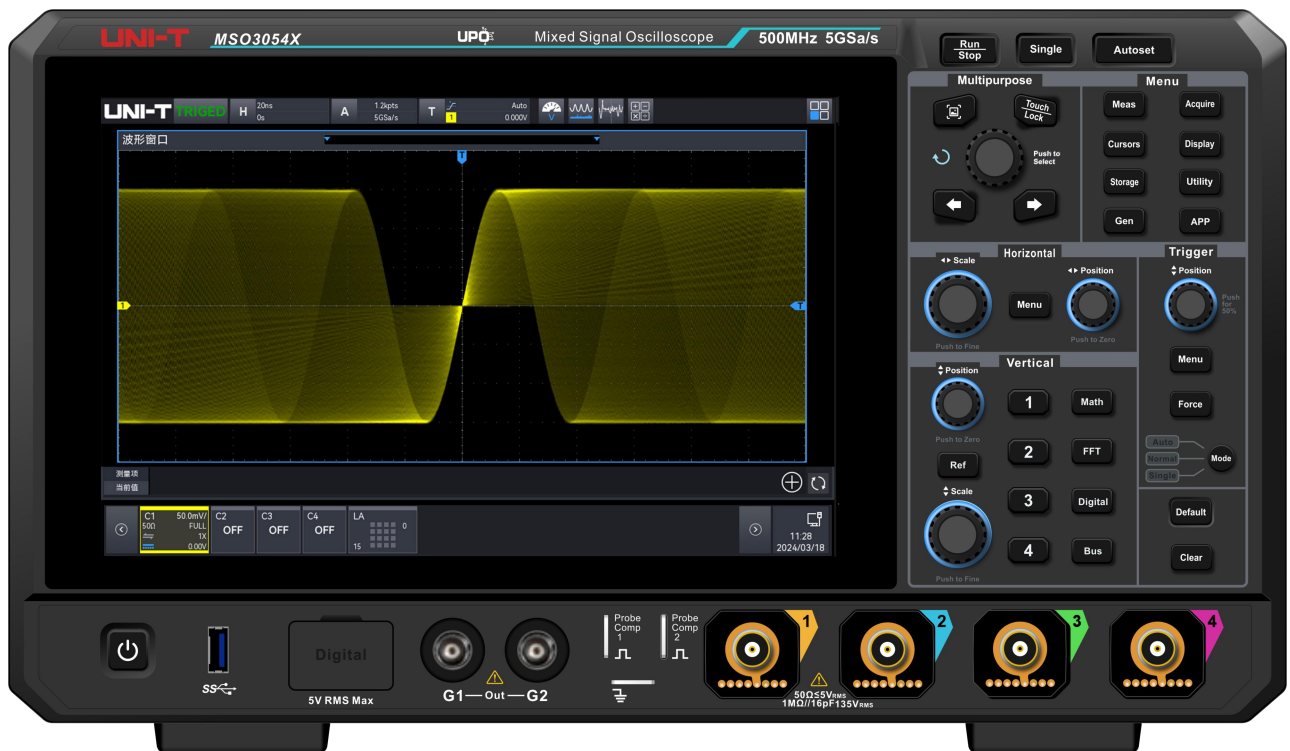 UNI-T MSO3054X UPO Mixed Signal Oscilloscope 500MHz 5GSa/s
Run
Stop
Single
Autoset
Multipurpose
Menu
Touch
Lock
Push to
Select
Meas
Acquire
Cursors
Display
Storage
Utility
Gen
APP
UNI-T TRIGED H 20ns 0s A 1.2kpts 5GSa/s T 1 Auto 0.000V V
波形窗口
T
1
T
测量项
当前值
C1 50.0mV/
50Ω FULL
1X
0.00V
C2
OFF
C3
OFF
C4
OFF
LA
0
15
11:28
2024/03/18
Horizontal
Scale
Position
Menu
Push to Fine
Push to Zero
Trigger
Position
Push
for
50%
Menu
Force
Auto
Normal
Single
Mode
Default
Clear
Vertical
Position
Push to Zero
Ref
Scale
Push to Fine
1
Math
2
FFT
3
Digital
4
Bus
SS
Digital
5V RMS Max
G1 Out G2
Probe
Comp
1
Probe
Comp
2
1
2
3
4
50Ω≤5VRMS
1MΩ//16pF135VRMS